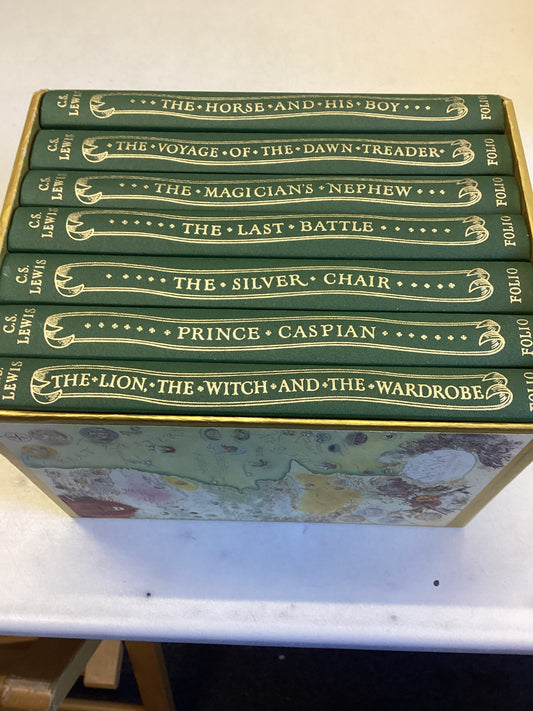 C.S. LEWIS THE · HORSE · AND · HIS · BOY FOLIO
C.S. LEWIS THE · VOYAGE · OF · THE · DAWN · TREADER FOLIO
C.S. LEWIS THE · MAGICIAN'S · NEPHEW FOLIO
C.S. LEWIS THE · LAST · BATTLE FOLIO
C.S. LEWIS THE · SILVER · CHAIR FOLIO
C.S. LEWIS PRINCE · CASPIAN FOLIO
S. LEWIS THE · LION, · THE · WITCH · AND · THE · WARDROBE FOLIO